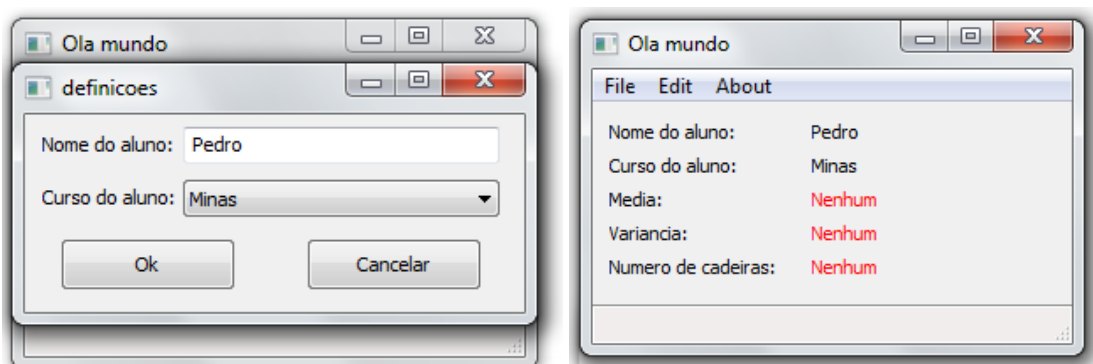 Ola mundo
definicoes
Nome do aluno: Pedro
Curso do aluno: Minas
Ok Cancelar
Ola mundo
File Edit About
Nome do aluno: Pedro
Curso do aluno: Minas
Media: Nenhum
Variancia: Nenhum
Numero de cadeiras: Nenhum